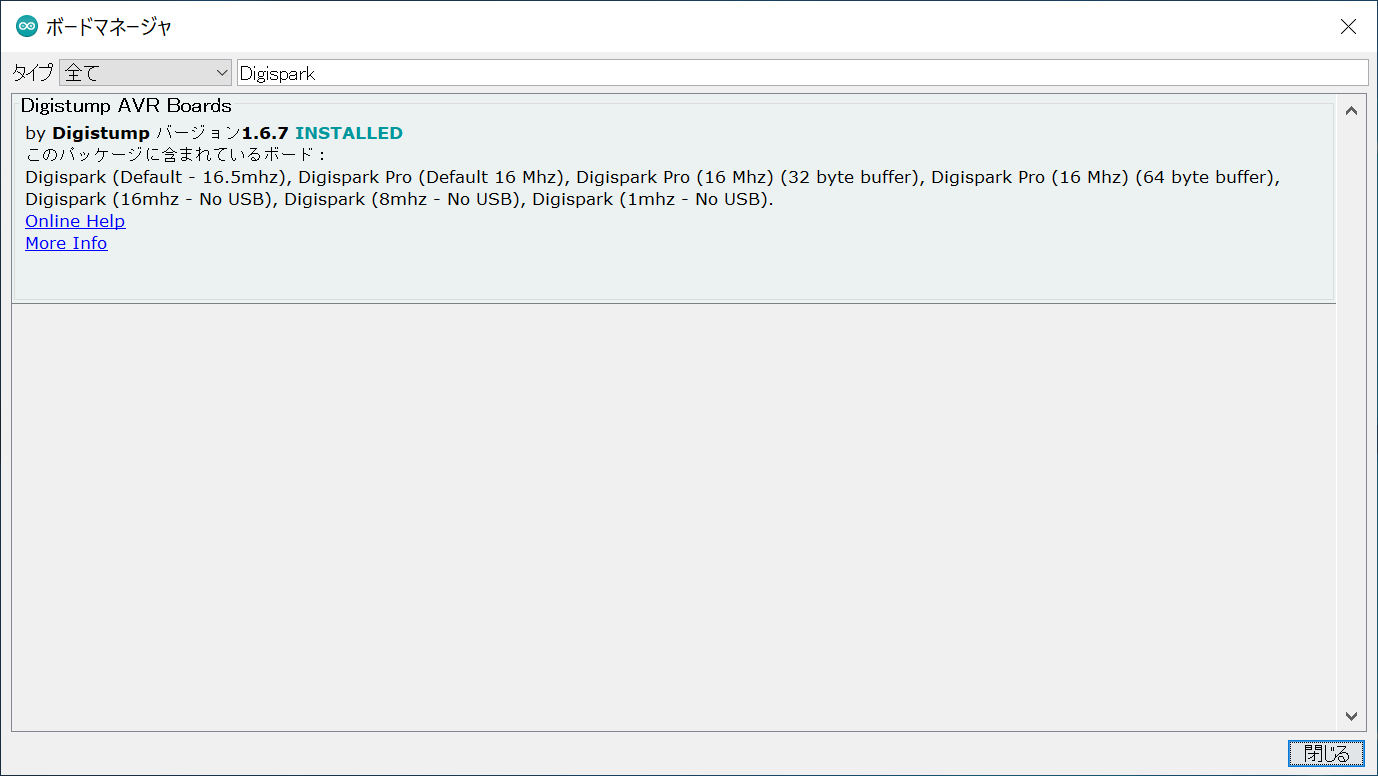 ボードマネージャ
タイプ 全て Digispark
Digistump AVR Boards
by Digistump バージョン1.6.7 INSTALLED
このパッケージに含まれているボード：
Digispark (Default - 16.5mhz), Digispark Pro (Default 16 Mhz), Digispark Pro (16 Mhz) (32 byte buffer), Digispark Pro (16 Mhz) (64 byte buffer),
Digispark (16mhz - No USB), Digispark (8mhz - No USB), Digispark (1mhz - No USB).
Online Help
More Info
閉じる